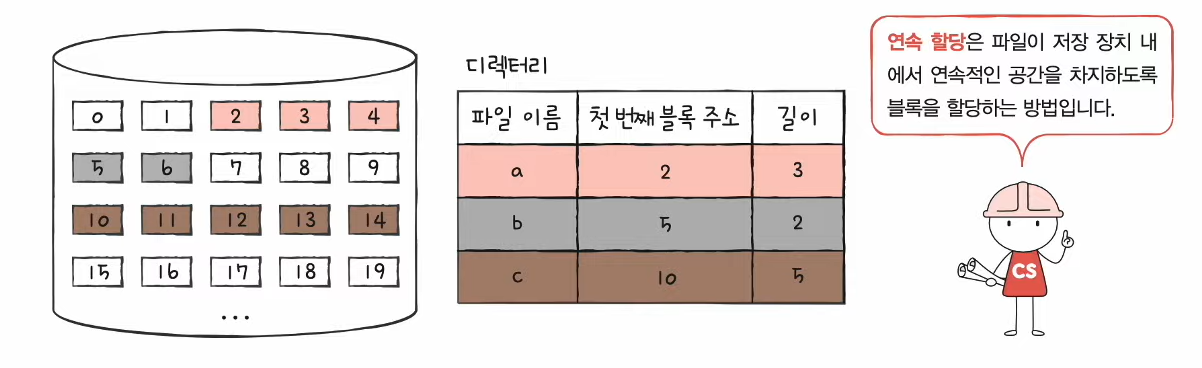 0 1 2 3 4
5 6 7 8 9
10 11 12 13 14
15 16 17 18 19
...
디렉터리
파일 이름 첫 번째 블록 주소 길이
a 2 3
b 5 2
c 10 5
연속 할당은 파일이 저장 장치 내
에서 연속적인 공간을 차지하도록
블록을 할당하는 방법입니다.
CS